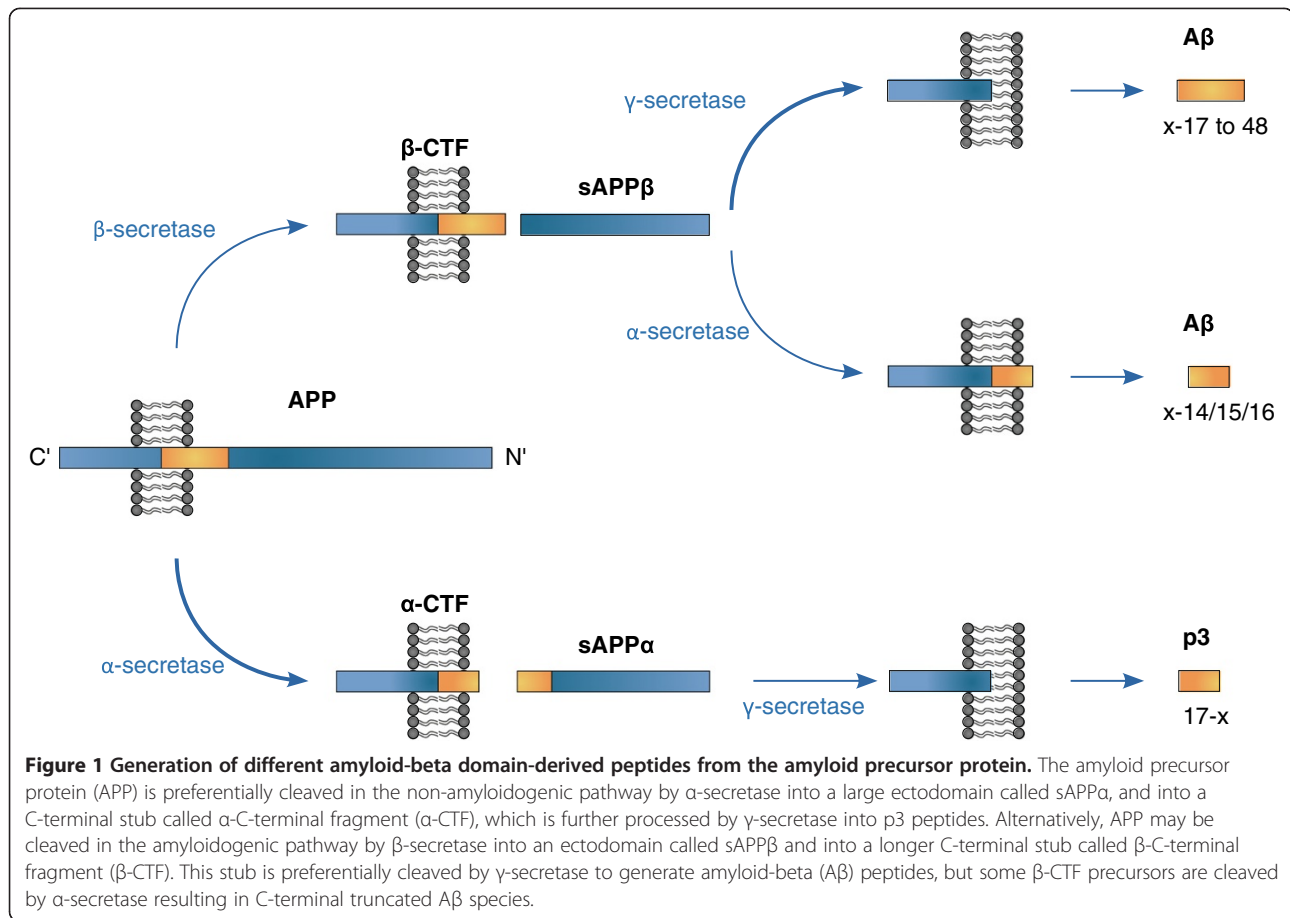 Aβ
γ-secretase
x-17 to 48
β-CTF
sAPPβ
β-secretase
α-secretase
Aβ
x-14/15/16
APP
C' N'
α-CTF
sAPPα
p3
α-secretase
γ-secretase
17-x
Figure 1 Generation of different amyloid-beta domain-derived peptides from the amyloid precursor protein. The amyloid precursor
protein (APP) is preferentially cleaved in the non-amyloidogenic pathway by α-secretase into a large ectodomain called sAPPα, and into a
C-terminal stub called α-C-terminal fragment (α-CTF), which is further processed by γ-secretase into p3 peptides. Alternatively, APP may be
cleaved in the amyloidogenic pathway by β-secretase into an ectodomain called sAPPβ and into a longer C-terminal stub called β-C-terminal
fragment (β-CTF). This stub is preferentially cleaved by γ-secretase to generate amyloid-beta (Aβ) peptides, but some β-CTF precursors are cleaved
by α-secretase resulting in C-terminal truncated Aβ species.